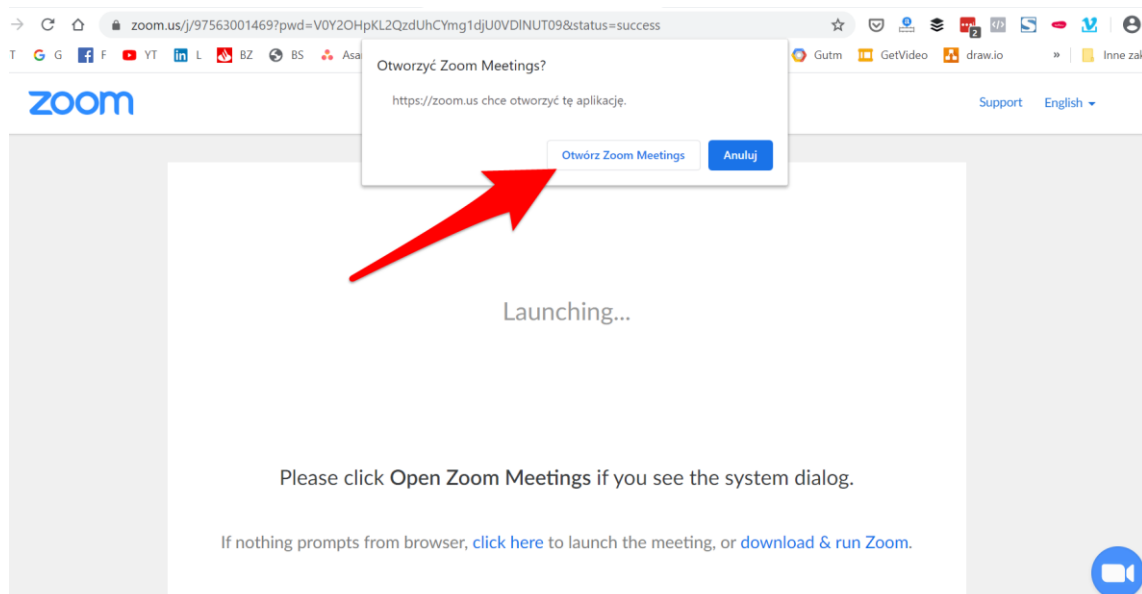 zoom.us/j/97563001469?pwd=V0Y2OHpKL2QzdUhCYmg1djU0VDlNUT09&status=success
T G G F YT L BZ BS Asa Gutm GetVideo draw.io » Inne zak
2
Otworzyć Zoom Meetings?
https://zoom.us chce otworzyć tę aplikację.
Otwórz Zoom Meetings Anuluj
zoom Support English
Launching...
Please click Open Zoom Meetings if you see the system dialog.
If nothing prompts from browser, click here to launch the meeting, or download & run Zoom.